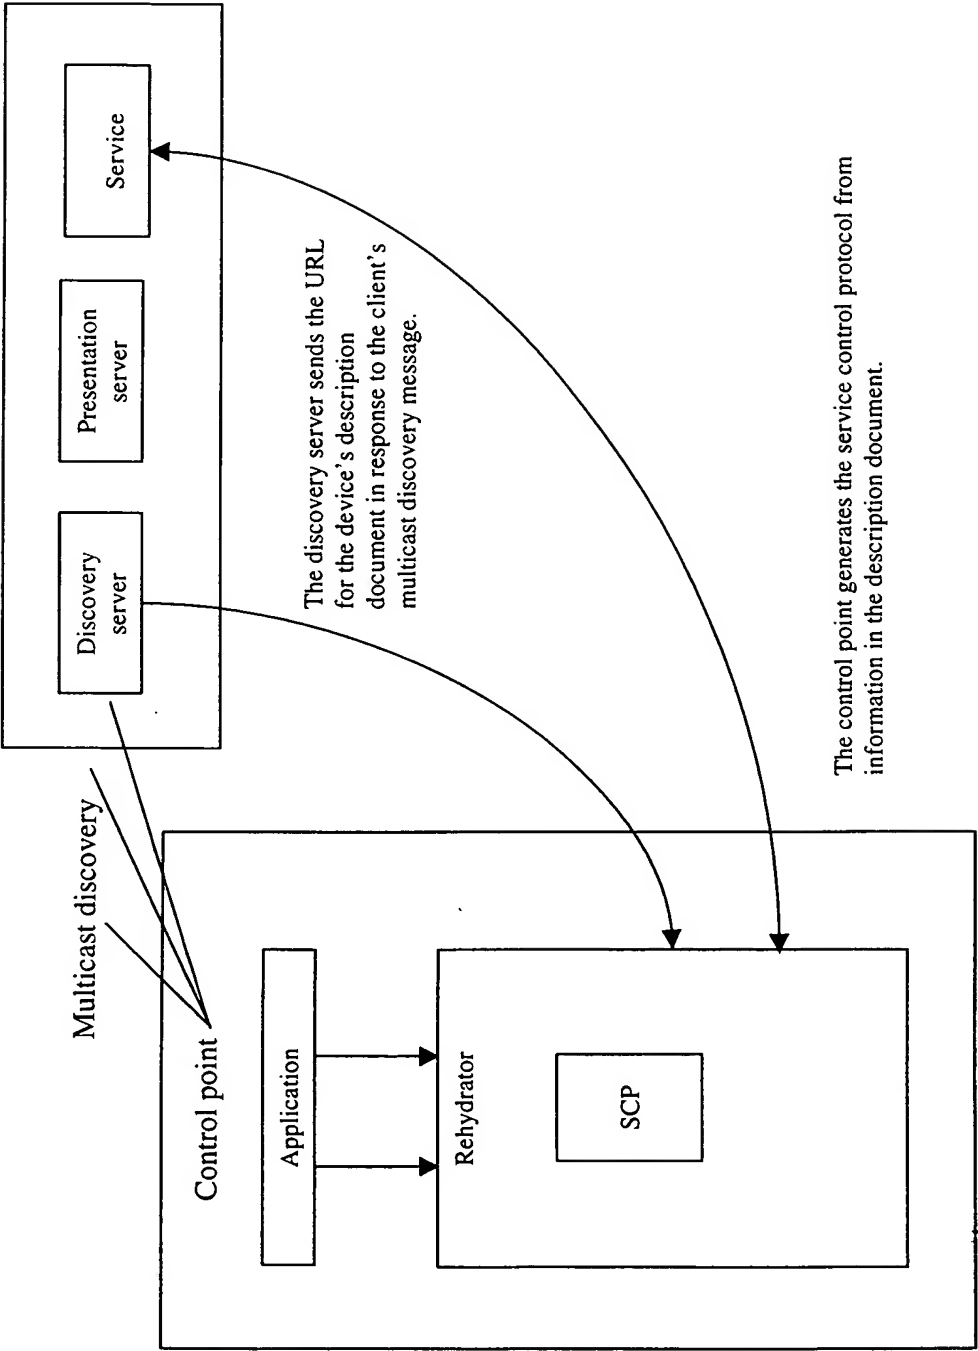 Multicast discovery
Control point
Application
Rehydrator
SCP
Discovery
server
Presentation
server
Service
The discovery server sends the URL
for the device's description
document in response to the client's
multicast discovery message.
The control point generates the service control protocol from
information in the description document.